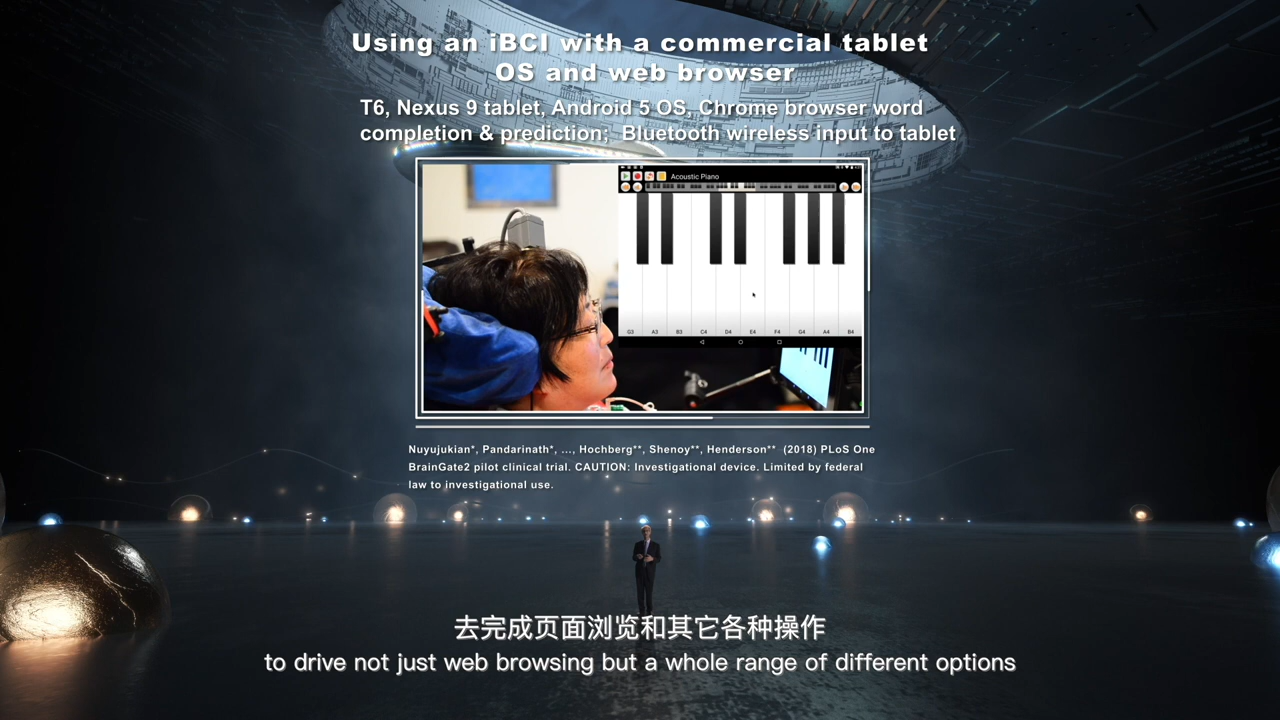 Using an iBCI with a commercial tablet
OS and web browser
T6, Nexus 9 tablet, Android 5 OS, Chrome browser word
completion & prediction; Bluetooth wireless input to tablet
Acoustic Piano
G3 A3 B3 C4 D4 E4 F4 G4 A4 B4
Nuyujukian*, Pandarinath*, ..., Hochberg**, Shenoy**, Henderson** (2018) PLoS One
BrainGate2 pilot clinical trial. CAUTION: Investigational device. Limited by federal
law to investigational use.
去完成页面浏览和其它各种操作
to drive not just web browsing but a whole range of different options